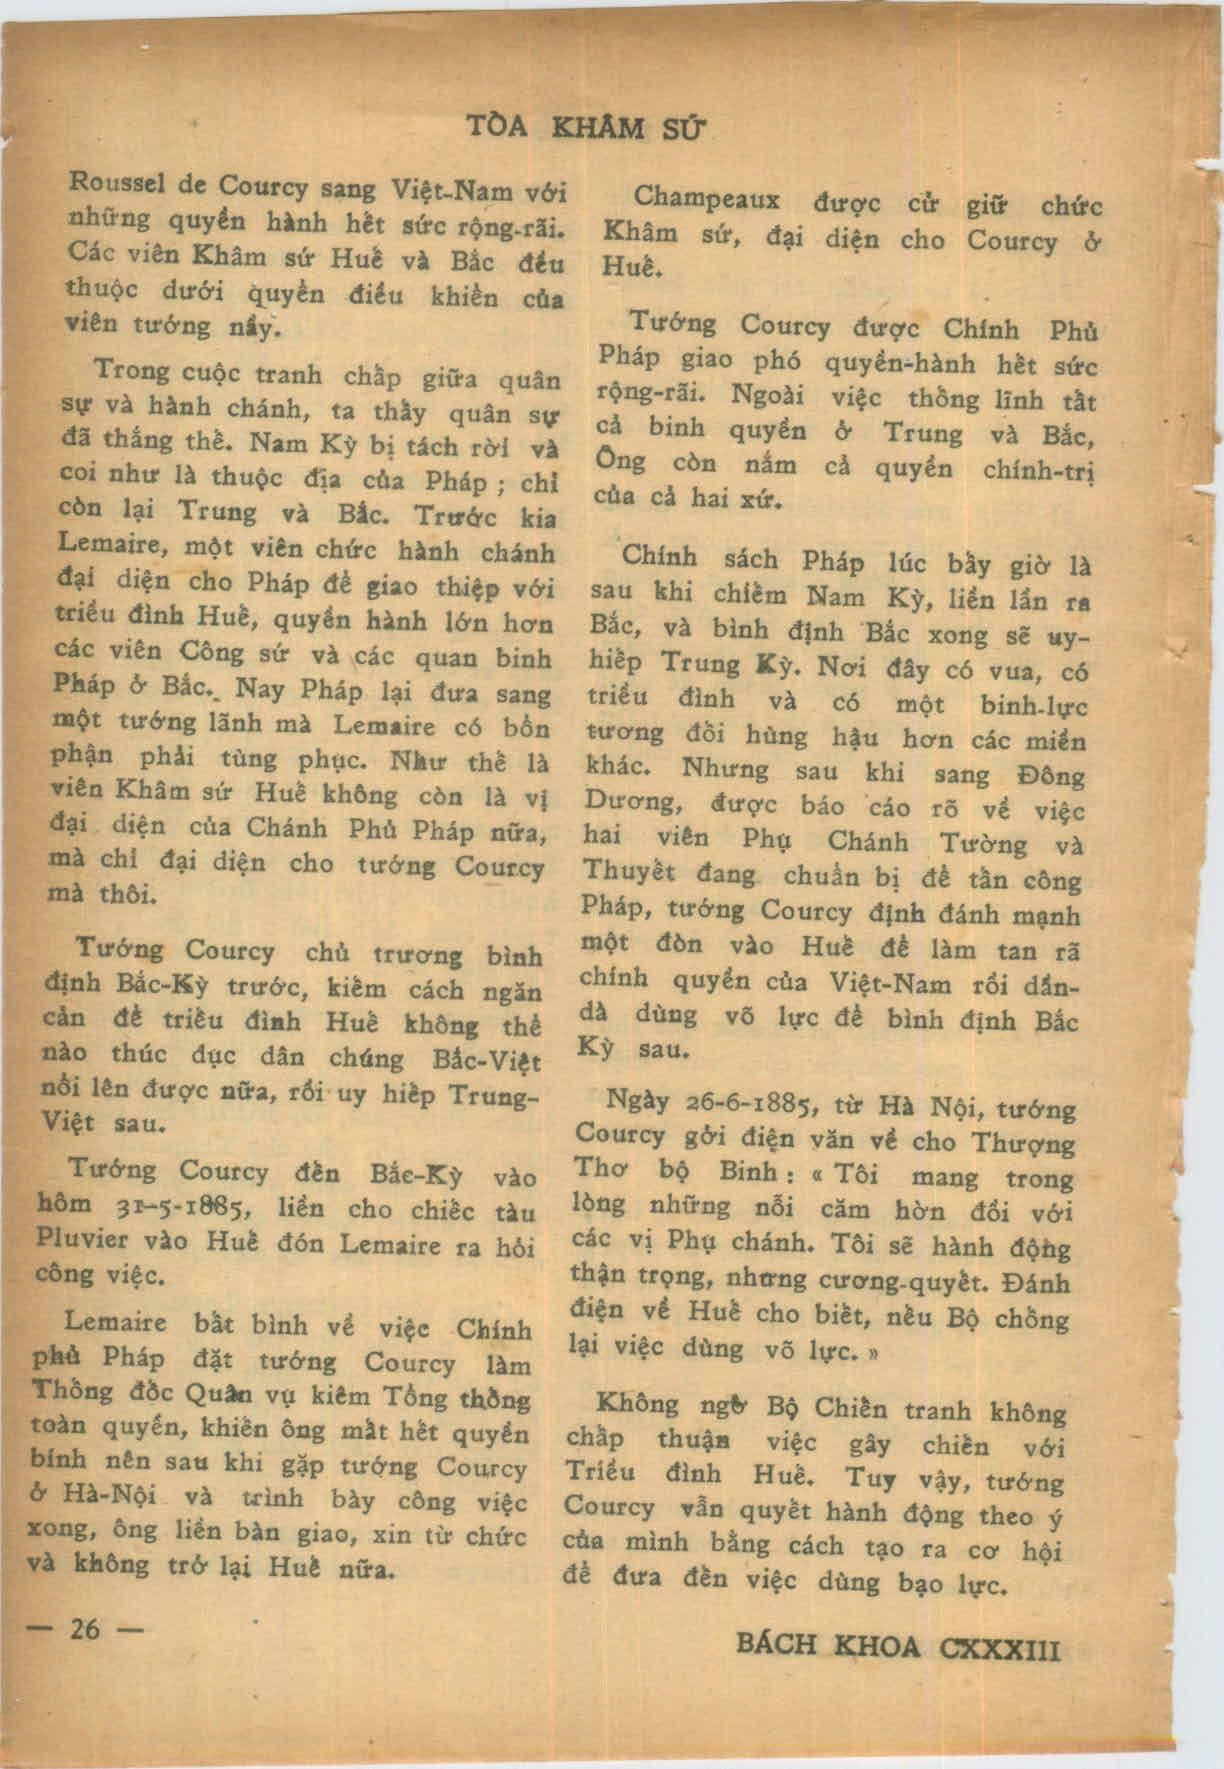 TÒA KHÂM SỨ
Roussel de Courcy sang Việt-Nam với
những quyền hành hết sức rộng-rãi.
Các viên Khâm sứ Huế và Bắc đều
thuộc dưới quyền điều khiển của
viên tướng nầy.
Trong cuộc tranh chấp giữa quân
sự và hành chánh, ta thấy quân sự
đã thắng thế. Nam Kỳ bị tách rời và
coi như là thuộc địa của Pháp ; chỉ
còn lại Trung và Bắc. Trước kia
Lemaire, một viên chức hành chánh
đại diện cho Pháp để giao thiệp với
triều đình Huế, quyền hành lớn hơn
các viên Công sứ và các quan binh
Pháp ở Bắc. Nay Pháp lại đưa sang
một tướng lãnh mà Lemaire có bổn
phận phải tùng phục. Như thế là
viên Khâm sứ Huế không còn là vị
đại diện của Chánh Phủ Pháp nữa,
mà chỉ đại diện cho tướng Courcy
mà thôi.
Tướng Courcy chủ trương bình
định Bắc-Kỳ trước, kiếm cách ngăn
cản để triều đình Huế không thể
nào thúc dục dân chúng Bắc-Việt
nổi lên được nữa, rồi uy hiếp Trung-
Việt sau.
Tướng Courcy đến Bắc-Kỳ vào
hôm 31-5-1885, liền cho chiếc tàu
Pluvier vào Huế đón Lemaire ra hỏi
công việc.
Lemaire bất bình về việc Chính
phủ Pháp đặt tướng Courcy làm
Thống đốc Quân vụ kiêm Tổng thống
toàn quyền, khiến ông mất hết quyền
bính nên sau khi gặp tướng Courcy
ở Hà-Nội và trình bày công việc
xong, ông liền bàn giao, xin từ chức
và không trở lại Huế nữa.
Champeaux được cử giữ chức
Khâm sứ, đại diện cho Courcy ở
Huế.
Tướng Courcy được Chính Phủ
Pháp giao phó quyền-hành hết sức
rộng-rãi. Ngoài việc thống lĩnh tất
cả binh quyền ở Trung và Bắc,
Ông còn nắm cả quyền chính-trị
của cả hai xứ.
Chính sách Pháp lúc bấy giờ là
sau khi chiếm Nam Kỳ, liền lấn ra
Bắc, và bình định Bắc xong sẽ uy-
hiếp Trung Kỳ. Nơi đây có vua, có
triều đình và có một binh-lực
tương đối hùng hậu hơn các miền
khác. Nhưng sau khi sang Đông
Dương, được báo cáo rõ về việc
hai viên Phụ Chánh Tường và
Thuyết đang chuẩn bị để tấn công
Pháp, tướng Courcy định đánh mạnh
một đòn vào Huế để làm tan rã
chính quyền của Việt-Nam rồi dần-
dà dùng võ lực để bình định Bắc
Kỳ sau.
Ngày 26-6-1885, từ Hà Nội, tướng
Courcy gởi điện văn về cho Thượng
Thơ bộ Binh : « Tôi mang trong
lòng những nỗi căm hờn đối với
các vị Phụ chánh. Tôi sẽ hành động
thận trọng, nhưng cương-quyết. Đánh
điện về Huế cho biết, nếu Bộ chống
lại việc dùng võ lực. »
Không ngờ Bộ Chiến tranh không
chấp thuận việc gây chiến với
Triều đình Huế. Tuy vậy, tướng
Courcy vẫn quyết hành động theo ý
của mình bằng cách tạo ra cơ hội
để đưa đến việc dùng bạo lực.
— 26 —
BÁCH KHOA CXXXIII